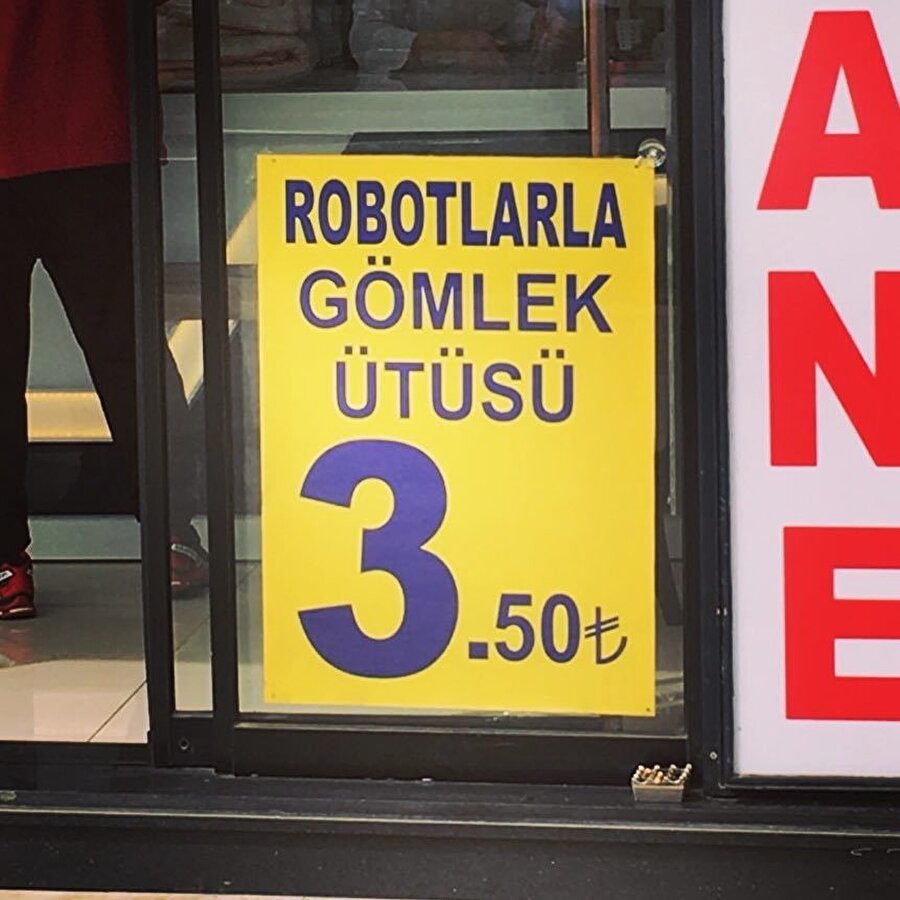 ROBOTLARLA
GÖMLEK
ÜTÜSÜ
3.50₺
A
N
E